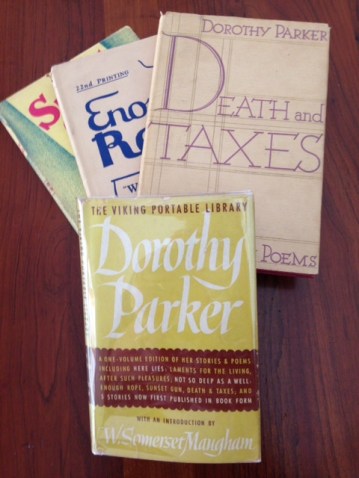 DOROTHY PARKER
DEATH and
TAXES
POEMS
22ND PRINTING
THE VIKING PORTABLE LIBRARY
Dorothy
Parker
A ONE-VOLUME EDITION OF HER STORIES & POEMS
INCLUDING HERE LIES, LAMENTS FOR THE LIVING,
AFTER SUCH PLEASURES, NOT SO DEEP AS A WELL,
ENOUGH ROPE, SUNSET GUN, DEATH & TAXES; AND
5 STORIES NOW FIRST PUBLISHED IN BOOK FORM
WITH AN INTRODUCTION BY
W. Somerset Maugham